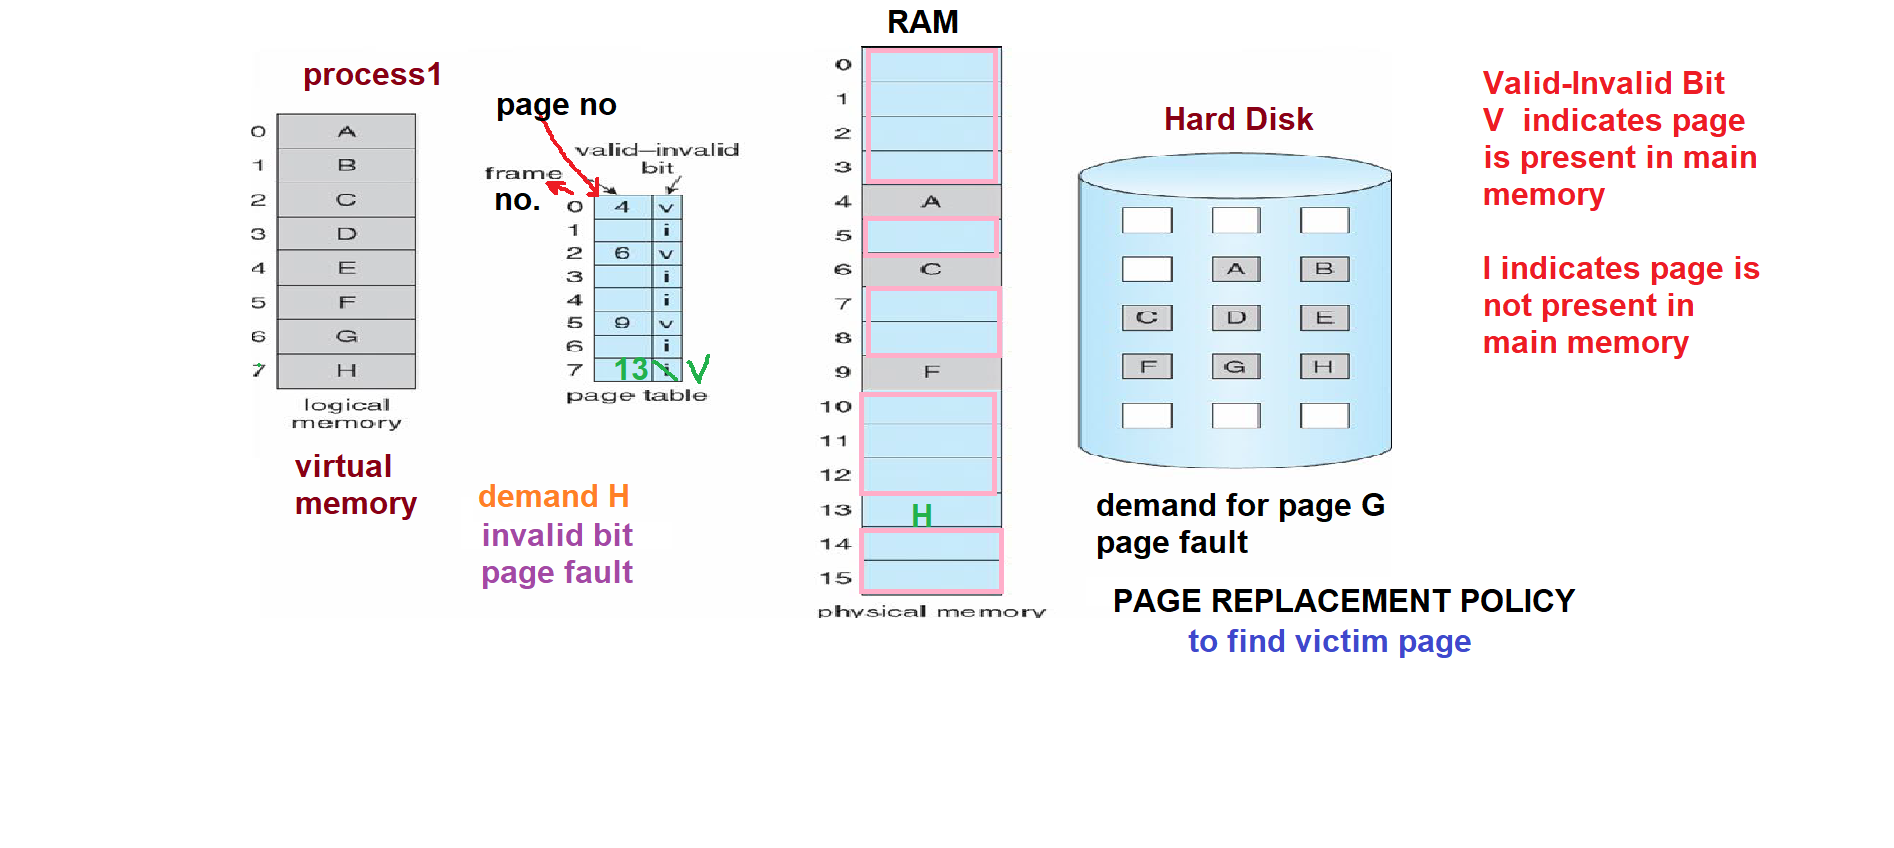 RAM
process1
0 A
1 B
2 C
3 D
4 E
5 F
6 G
7 H
logical
memory
virtual
memory
page no
valid–invalid
bit
frame
no.
0 4 v
1 i
2 6 v
3 i
4 i
5 9 v
6 i
7 13 i V
page table
demand H
invalid bit
page fault
0
1
2
3
4 A
5
6 C
7
8
9 F
10
11
12
13 H
14
15
physical memory
Hard Disk
A B
C D E
F G H
demand for page G
page fault
PAGE REPLACEMENT POLICY
to find victim page
Valid-Invalid Bit
V indicates page
is present in main
memory
I indicates page is
not present in
main memory